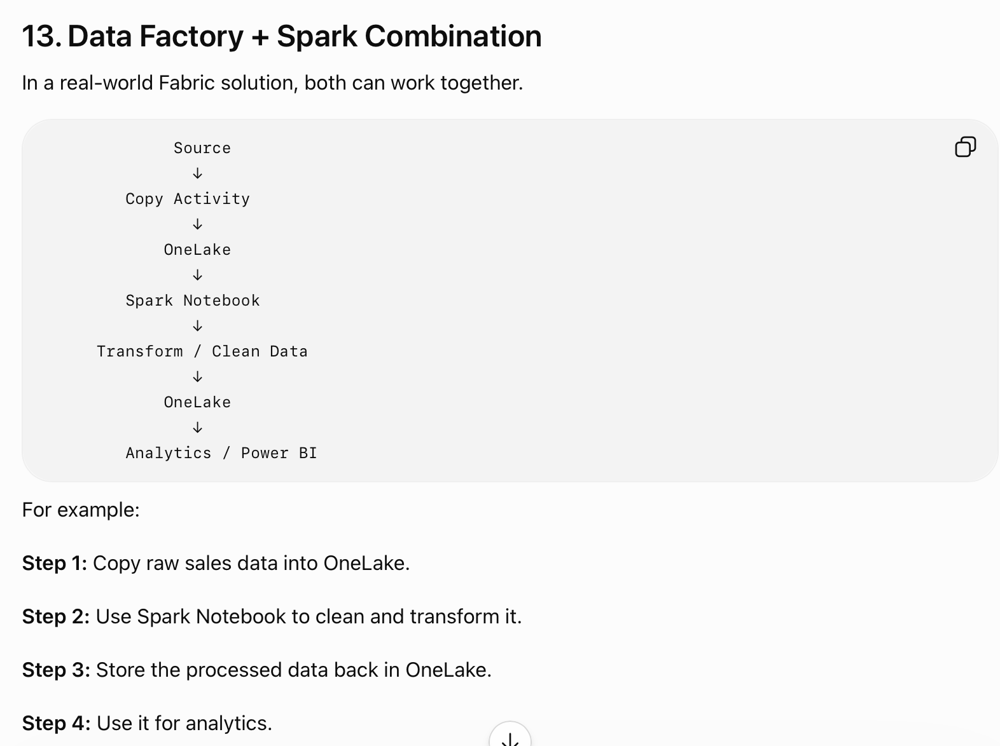 13. Data Factory + Spark Combination
In a real-world Fabric solution, both can work together.
Source
↓
Copy Activity
↓
OneLake
↓
Spark Notebook
↓
Transform / Clean Data
↓
OneLake
↓
Analytics / Power BI
For example:
Step 1: Copy raw sales data into OneLake.
Step 2: Use Spark Notebook to clean and transform it.
Step 3: Store the processed data back in OneLake.
Step 4: Use it for analytics.